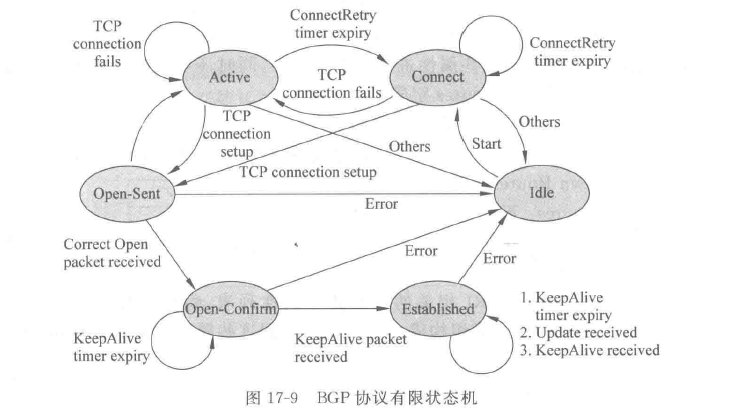 TCP
connection
fails
ConnectRetry
timer expiry
ConnectRetry
timer expiry
Active
TCP
connection fails
Connect
TCP
connection
setup
Others
Start
Others
TCP connection setup
Open-Sent
Error
Idle
Correct Open
packet received
Error
Error
Open-Confirm
Established
KeepAlive
timer expiry
KeepAlive packet
received
1. KeepAlive
timer expiry
2. Update received
3. KeepAlive received
图 17-9 BGP 协议有限状态机